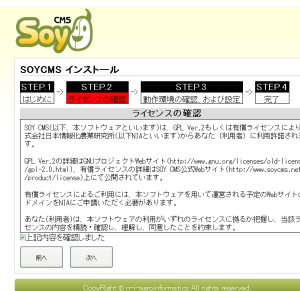 Soy CMS
SOYCMS インストール
STEP.1 STEP.2 STEP.3 STEP.4
はじめに ライセンスの確認 動作環境の確認、および設定 完了
ライセンスの確認
SOY CMS(以下、本ソフトウェアといいます)は、GPL Ver.2もしくは有償ライセンスにより
式会社日本情報化農業研究所(以下NIAといいます)からあなた（利用者）に利用許諾され
す。
GPL Ver.2の詳細はGNUプロジェクトWebサイト(http://www.gnu.org/licenses/old-licens
/gpl-2.0.html)、有償ライセンスの詳細はSOY CMS公式Webサイト(http://www.soycms.net
/product/license)上にて公開されています。
有償ライセンスによるご利用には、本ソフトウェアを用いて運営される予定のWebサイトの
ドメイン名をNIAにご申請いただく必要があります。
あなた(利用者)は、本ソフトウェアの利用がいずれのライセンスに拠るか把握し、当該ラ
センスの内容を精読・確認し、理解し、同意したことを約束します。
上記内容を確認しました
前へ 次へ
CopyRight © n-i-agroinformatics All rights reserved